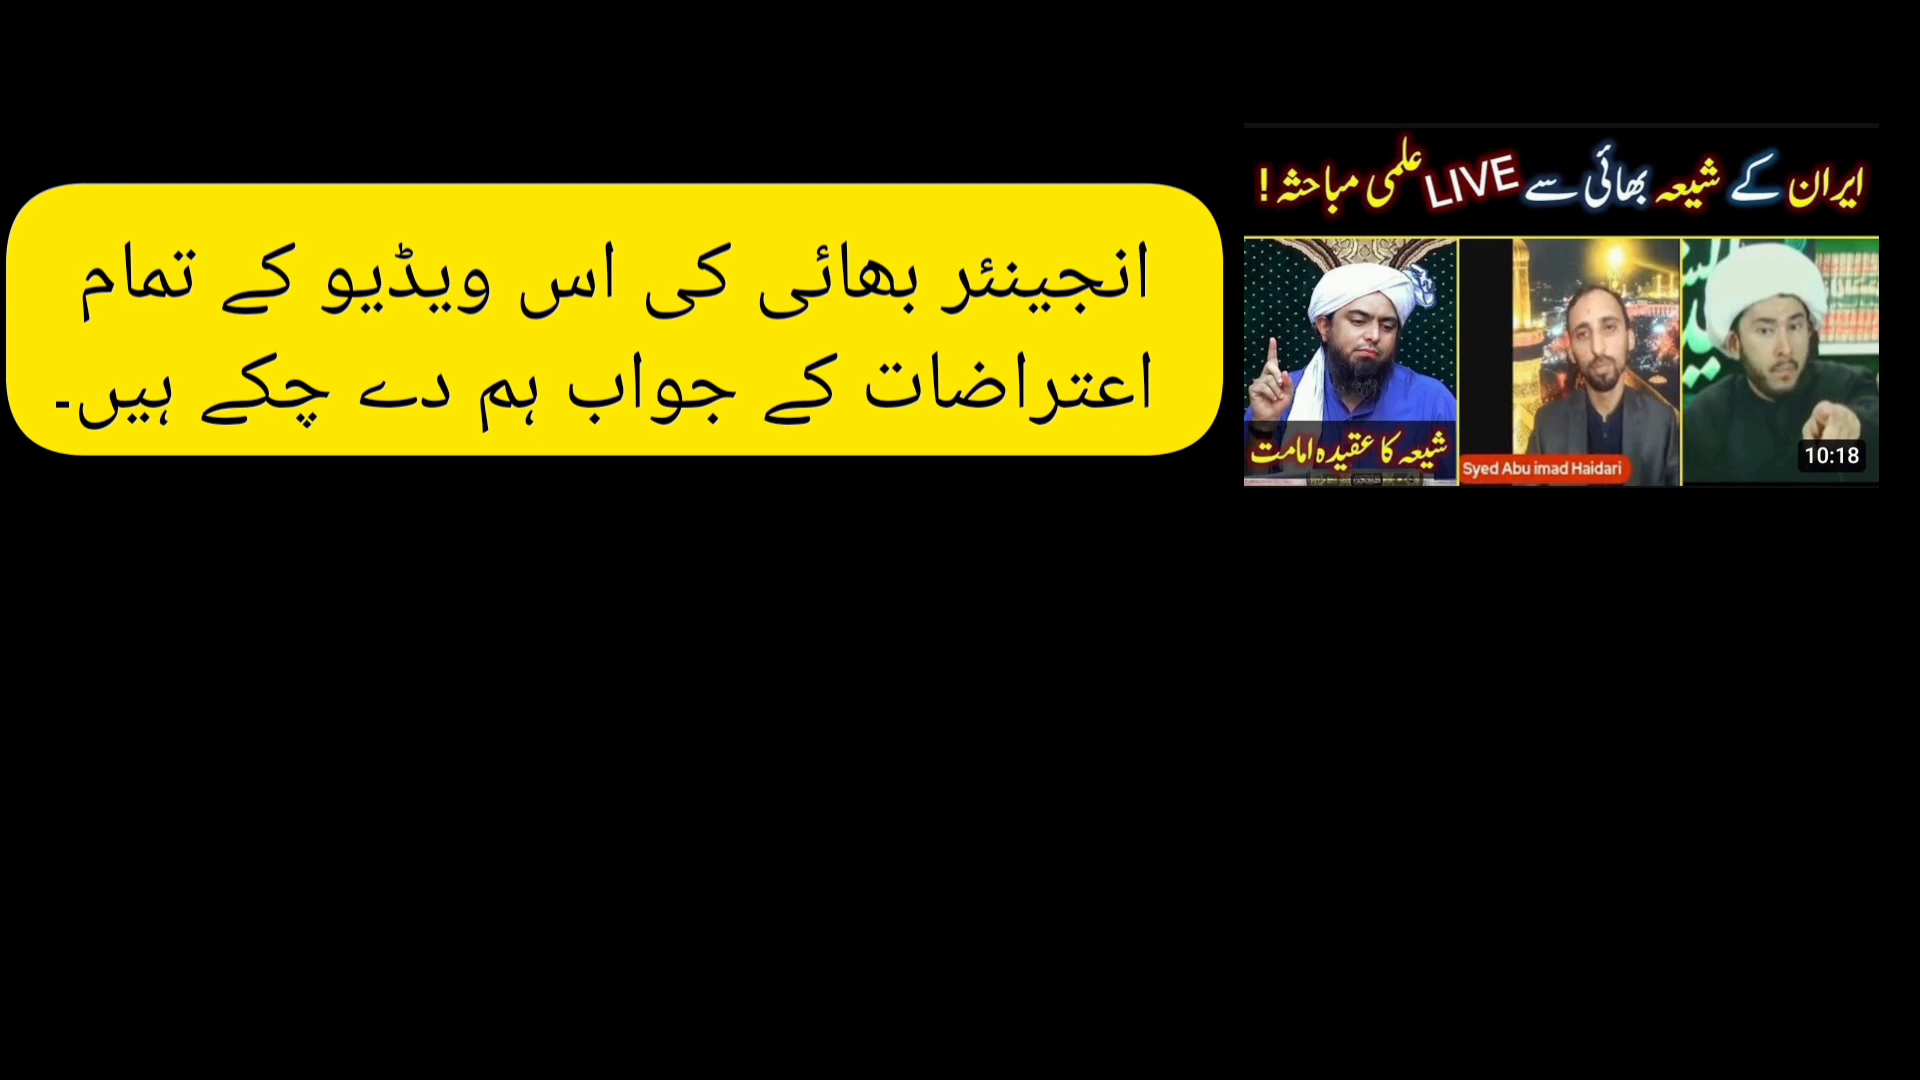 انجینئر بھائی کی اس ویڈیو کے تمام
اعتراضات کے جواب ہم دے چکے ہیں۔
ایران کے شیعہ بھائی سے LIVE علمی مباحثہ !
شیعہ کا عقیدہ امامت
Syed Abu imad Haidari
10:18